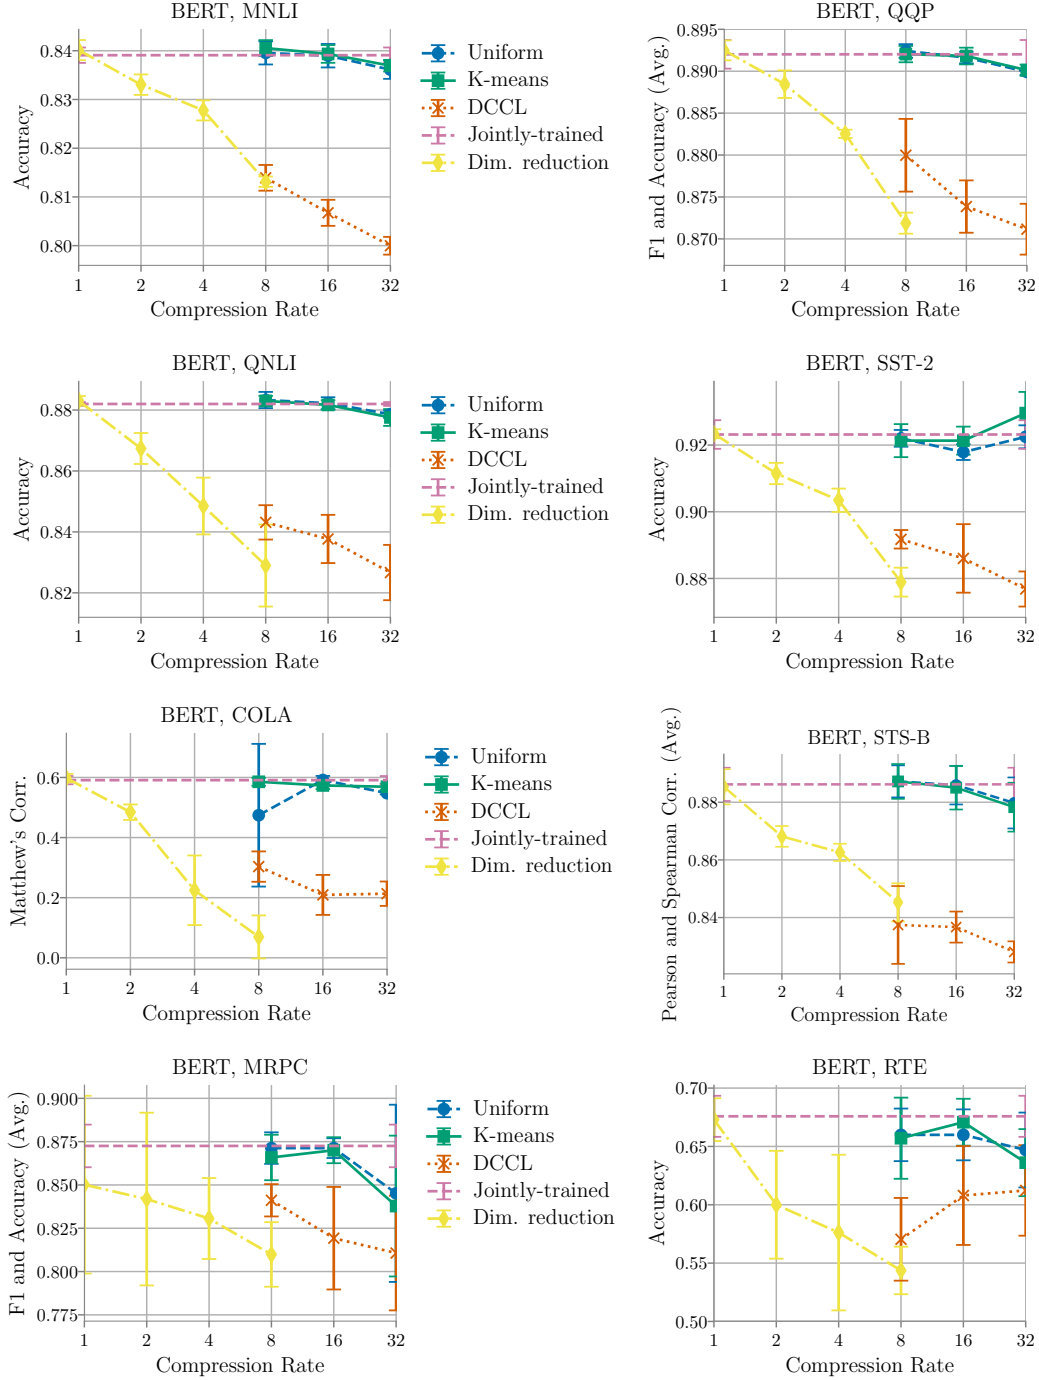 BERT, MNLI
Accuracy
0.84
0.83
0.82
0.81
0.80
1 2 4 8 16 32
Compression Rate
Uniform
K-means
DCCL
Jointly-trained
Dim. reduction
BERT, QQP
F1 and Accuracy (Avg.)
0.895
0.890
0.885
0.880
0.875
0.870
1 2 4 8 16 32
Compression Rate
BERT, QNLI
Accuracy
0.88
0.86
0.84
0.82
1 2 4 8 16 32
Compression Rate
Uniform
K-means
DCCL
Jointly-trained
Dim. reduction
BERT, SST-2
Accuracy
0.92
0.90
0.88
1 2 4 8 16 32
Compression Rate
BERT, COLA
Matthew's Corr.
0.6
0.4
0.2
0.0
1 2 4 8 16 32
Compression Rate
Uniform
K-means
DCCL
Jointly-trained
Dim. reduction
BERT, STS-B
Pearson and Spearman Corr. (Avg.)
0.88
0.86
0.84
1 2 4 8 16 32
Compression Rate
BERT, MRPC
F1 and Accuracy (Avg.)
0.900
0.875
0.850
0.825
0.800
0.775
1 2 4 8 16 32
Compression Rate
Uniform
K-means
DCCL
Jointly-trained
Dim. reduction
BERT, RTE
Accuracy
0.70
0.65
0.60
0.55
0.50
1 2 4 8 16 32
Compression Rate